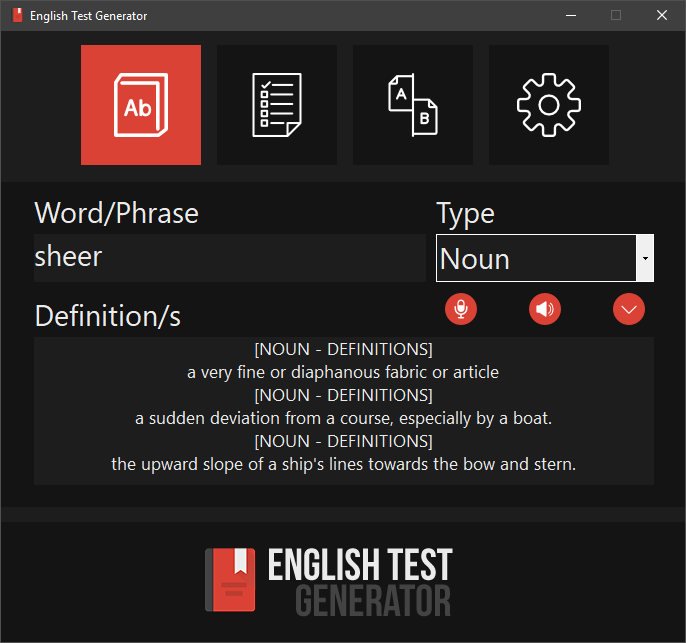 English Test Generator
Ab
A
B
Word/Phrase
Type
sheer
Noun
Definition/s
[NOUN - DEFINITIONS]
a very fine or diaphanous fabric or article
[NOUN - DEFINITIONS]
a sudden deviation from a course, especially by a boat.
[NOUN - DEFINITIONS]
the upward slope of a ship's lines towards the bow and stern.
ENGLISH TEST
GENERATOR